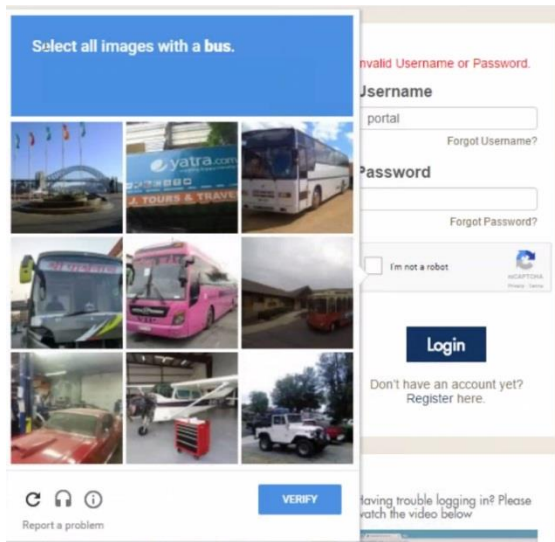 Select all images with a bus.
yatra.com
J. TOURS & TRAVE
VERIFY
Report a problem
nvalid Username or Password.
Username
portal
Forgot Username?
Password
Forgot Password?
I'm not a robot
reCAPTCHA
Privacy - Terms
Login
Don't have an account yet?
Register here.
Having trouble logging in? Please
watch the video below